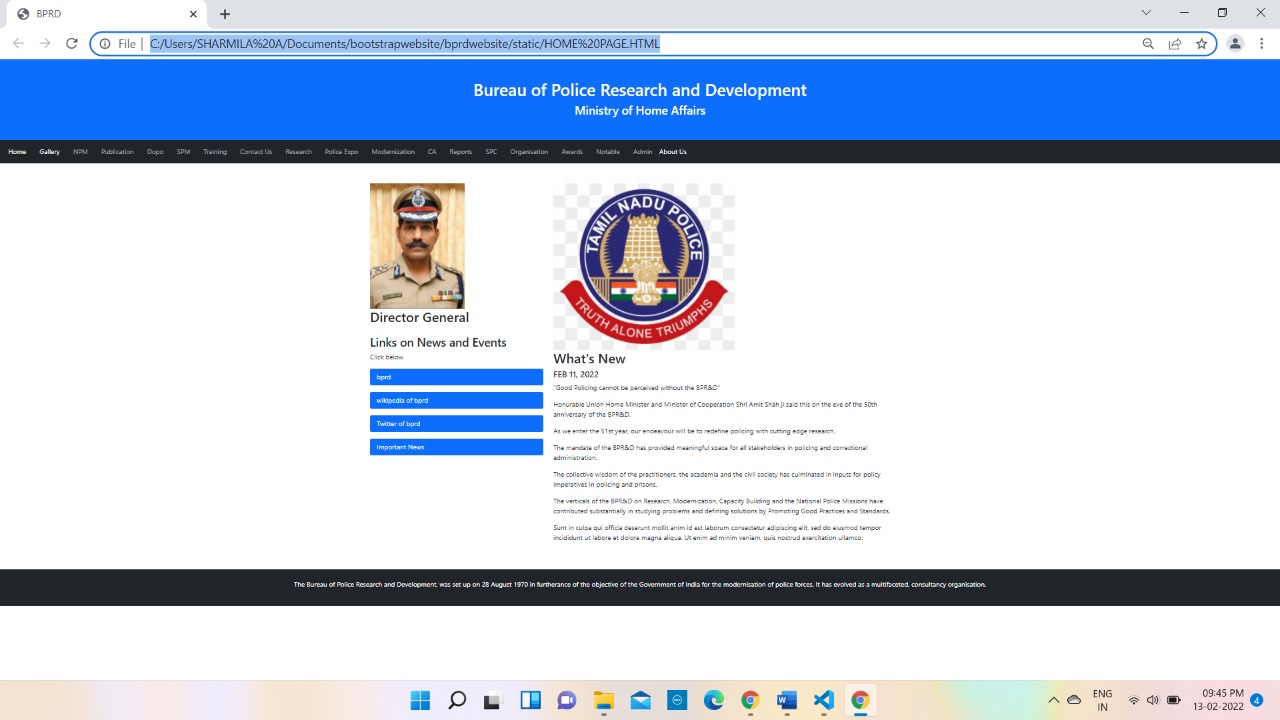 BPRD
File
C:/Users/SHARMILA%20A/Documents/bootstrapwebsite/bprdwebsite/static/HOME%20PAGE.HTML
Bureau of Police Research and Development
Ministry of Home Affairs
Home Gallery NPM Publication Dopo SPM Training Contact Us Research Police Expo Modernization CA Reports SPC Organisation Awards Notable Admin About Us
TAMIL NADU POLICE
TRUTH ALONE TRIUMPHS
Director General
Links on News and Events
Click below
bprd
wikipedia of bprd
Twitter of bprd
Important News
What's New
FEB 11, 2022
"Good Policing cannot be perceived without the BPR&D"
Honurable Union Home Minister and Minister of Cooperation Shri Amit Shah Ji said this on the eve of the 50th
anniversary of the BPR&D.
As we enter the 51st year, our endeavour will be to redefine policing with cutting edge research.
The mandate of the BPR&D has provided meaningful space for all stakeholders in policing and correctional
administration.
The collective wisdom of the practitioners, the academia and the civil society has culminated in inputs for policy
imperatives in policing and prisons.
The verticals of the BPR&D on Research, Modernization, Capacity Building and the National Police Missions have
contributed substantially in studying problems and defining solutions by Promoting Good Practices and Standards.
Sunt in culpa qui officia deserunt mollit anim id est laborum consectetur adipiscing elit, sed do eiusmod tempor
incididunt ut labore et dolore magna aliqua. Ut enim ad minim veniam, quis nostrud exercitation ullamco.
The Bureau of Police Research and Development, was set up on 28 August 1970 in furtherance of the objective of the Government of India for the modernisation of police forces. It has evolved as a multifaceted, consultancy organisation.
ENG
IN
09:45 PM
13-02-2022
4